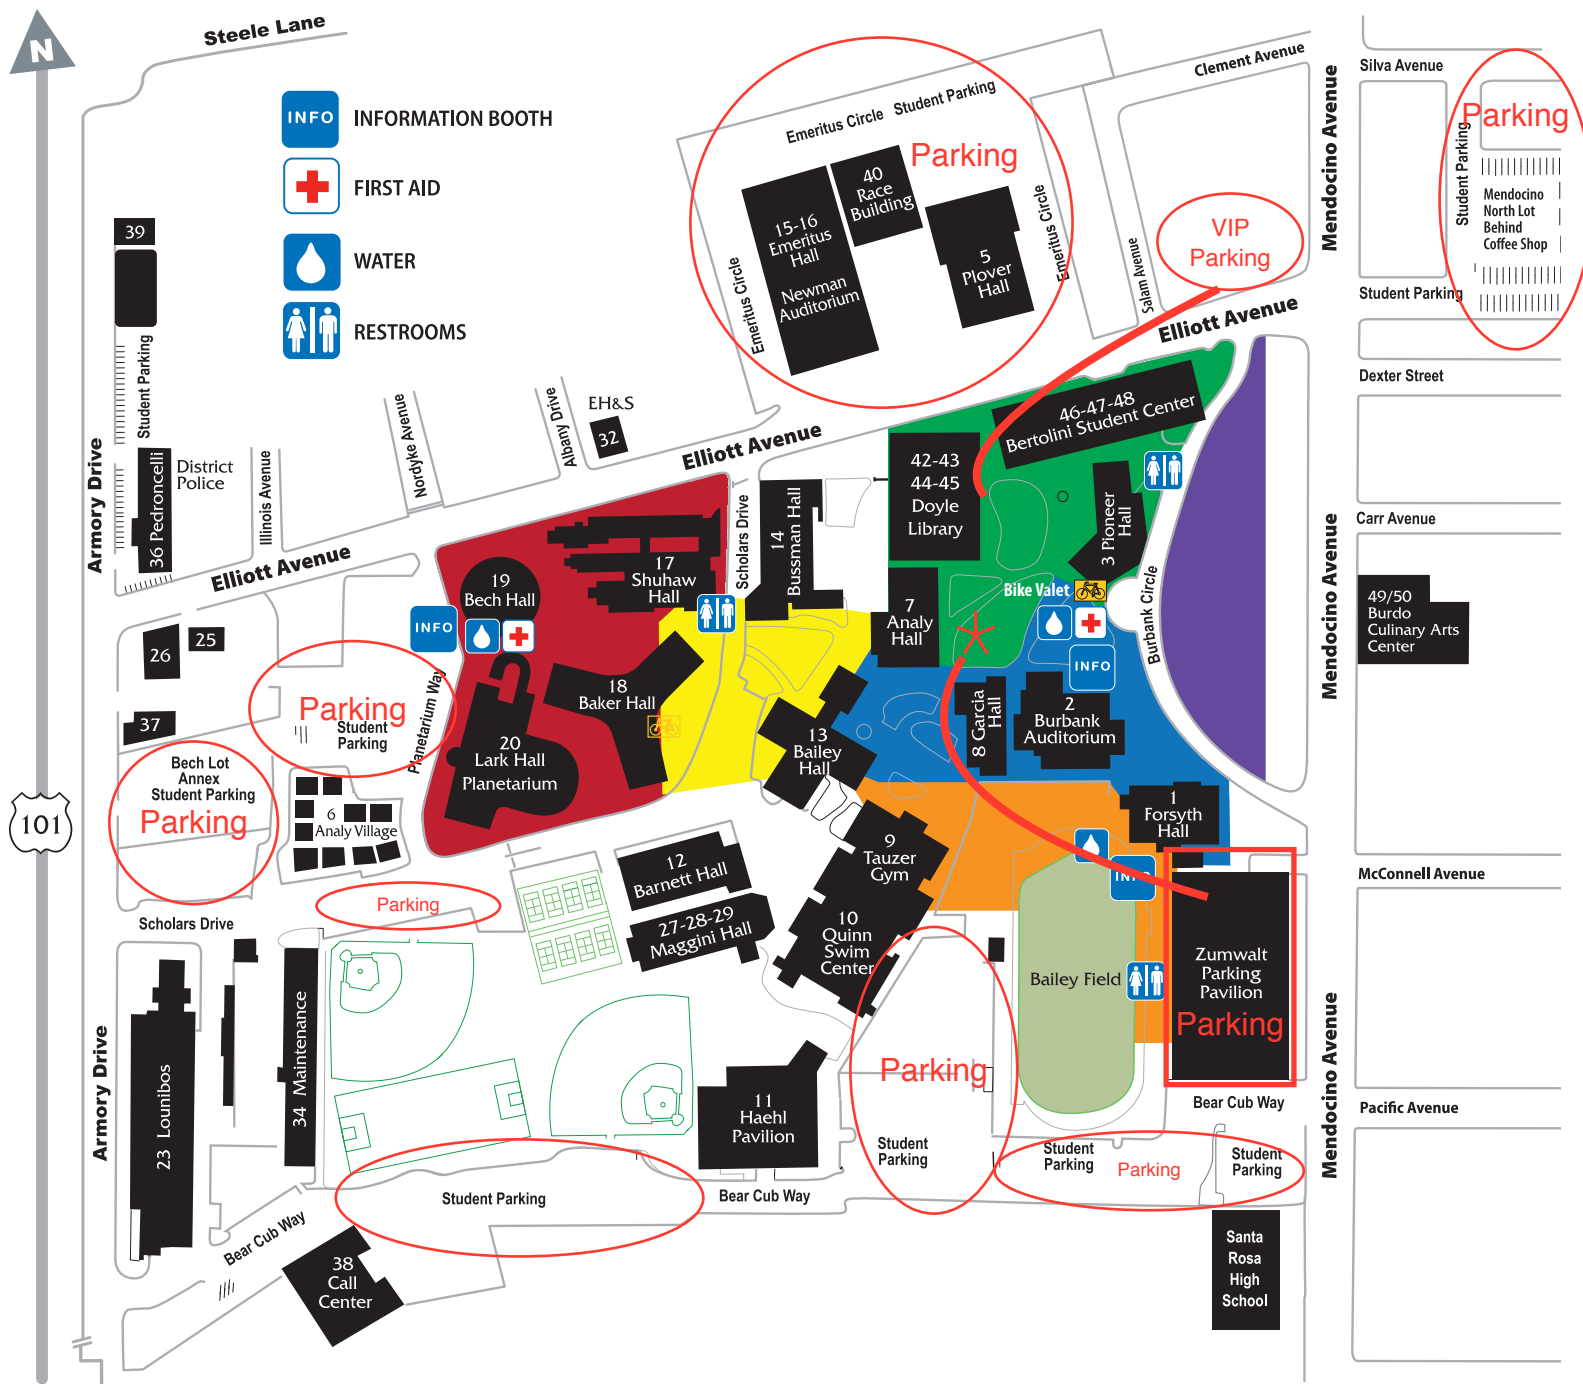 N
Steele Lane
INFO
INFORMATION BOOTH
FIRST AID
WATER
RESTROOMS
Clement Avenue
Silva Avenue
Mendocino Avenue
Parking
Student Parking
Mendocino
North Lot
Behind
Coffee Shop
Student Parking
Dexter Street
Emeritus Circle
Student Parking
Parking
40
Race
Building
15-16
Emeritus
Hall
Newman
Auditorium
5
Plover
Hall
Emeritus Circle
Emeritus Circle
VIP
Parking
Salam Avenue
Elliott Avenue
39
Student Parking
Armory Drive
36 Pedroncelli
District
Police
Illinois Avenue
Nordyke Avenue
Albany Drive
EH&S
32
Elliott Avenue
Elliott Avenue
46-47-48
Bertolini Student Center
42-43
44-45
Doyle
Library
3 Pioneer
Hall
Scholars Drive
14
Bussman Hall
17
Shuhaw
Hall
19
Bech Hall
INFO
7
Analy
Hall
Bike Valet
INFO
Burbank Circle
Mendocino Avenue
Carr Avenue
49/50
Burdo
Culinary Arts
Center
25
26
37
Parking
Student
Parking
Planetarium Way
18
Baker Hall
20
Lark Hall
Planetarium
13
Bailey
Hall
8 Garcia
Hall
2
Burbank
Auditorium
Bech Lot
Annex
Student Parking
Parking
101
6
Analy Village
1
Forsyth
Hall
INFO
9
Tauzer
Gym
12
Barnett Hall
27-28-29
Maggini Hall
10
Quinn
Swim
Center
Parking
Scholars Drive
McConnell Avenue
Bailey Field
Zumwalt
Parking
Pavilion
Parking
Mendocino Avenue
Armory Drive
23 Lounibos
34 Maintenance
Parking
11
Haehl
Pavilion
Student
Parking
Bear Cub Way
Pacific Avenue
Student
Parking
Parking
Student
Parking
Student Parking
Bear Cub Way
Bear Cub Way
38
Call
Center
Santa
Rosa
High
School